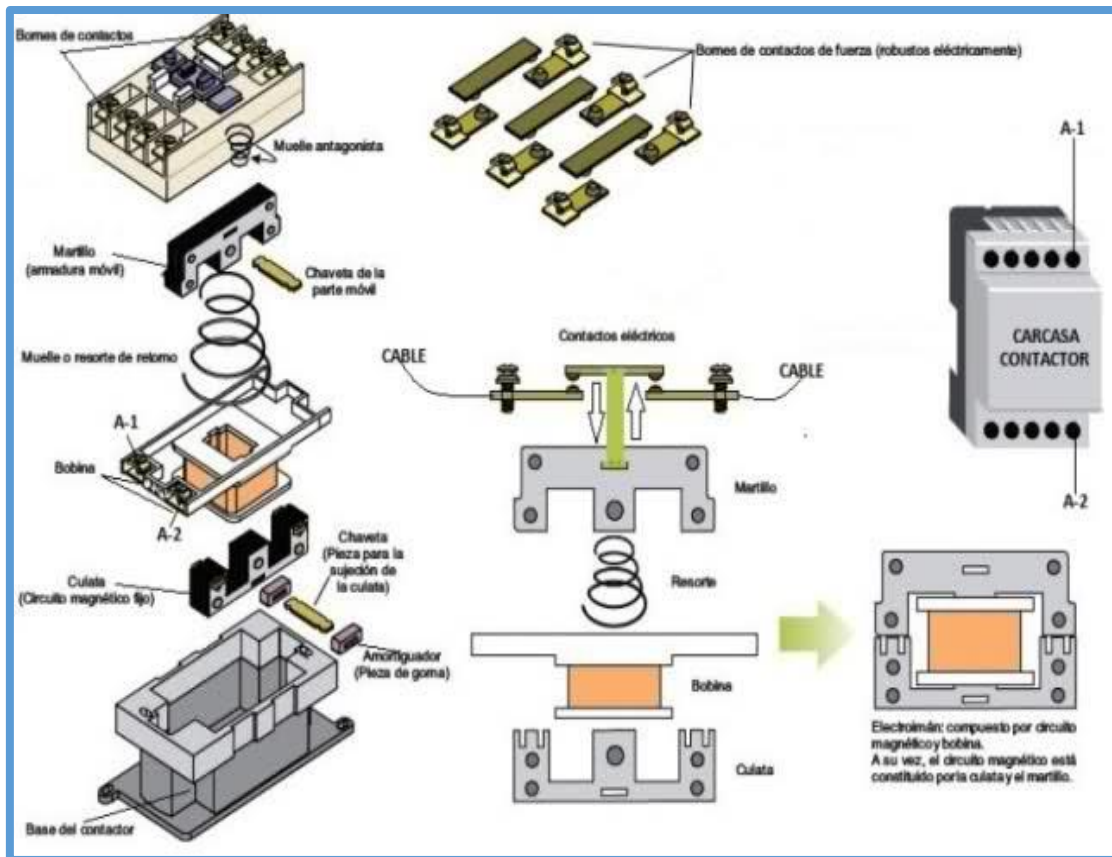 Bornes de contactos
Muelle antagonista
Martillo
(armadura móvil)
Chaveta de la
parte móvil
Muelle o resorte de retorno
A-1
Bobina
A-2
Chaveta
(Pieza para la
sujeción de
la culata)
Culata
(Circuito magnético fijo)
Amortiguador
(Pieza de goma)
Base del contactor
Bornes de contactos de fuerza (robustos eléctricamente)
Contactos eléctricos
CABLE
CABLE
Martillo
Resorte
Bobina
Culata
A-1
CARCASA
CONTACTOR
A-2
Electroimán: compuesto por circuito
magnético y bobina.
A su vez, el circuito magnético está
constituido por la culata y el martillo.